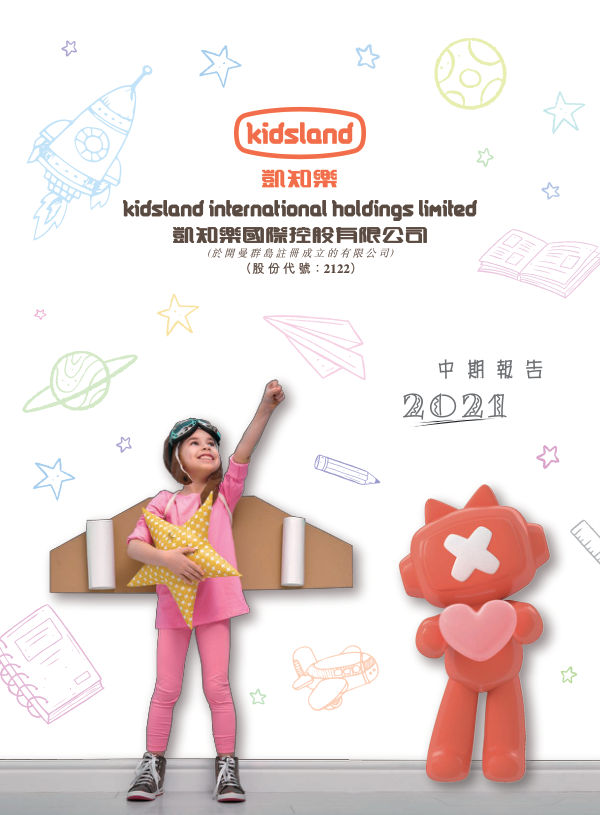 kidsland
凱知樂
kidsland international holdings limited
凱知樂國際控股有限公司
(於開曼群島註冊成立的有限公司)
（股份代號：2122）
中期報告
2021